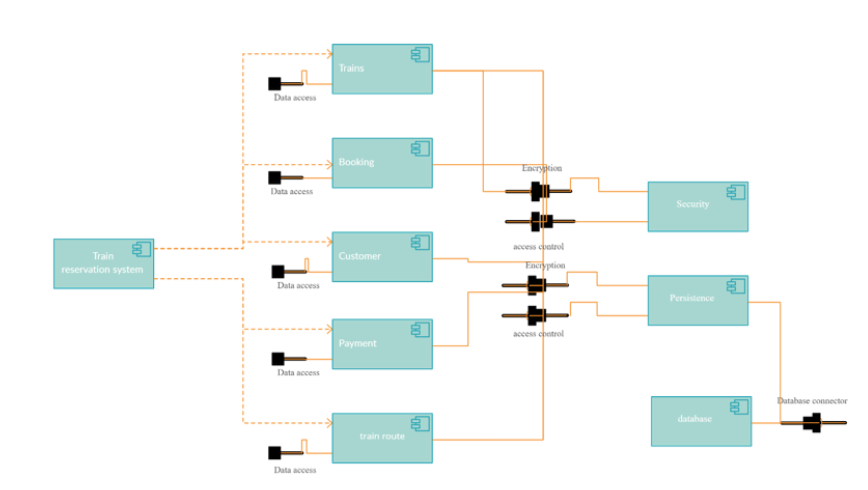 Trains
Data access
Booking
Data access
Encryption
Security
access control
Train
reservation system
Customer
Data access
Encryption
Persistence
access control
Payment
Data access
Database connector
database
train route
Data access